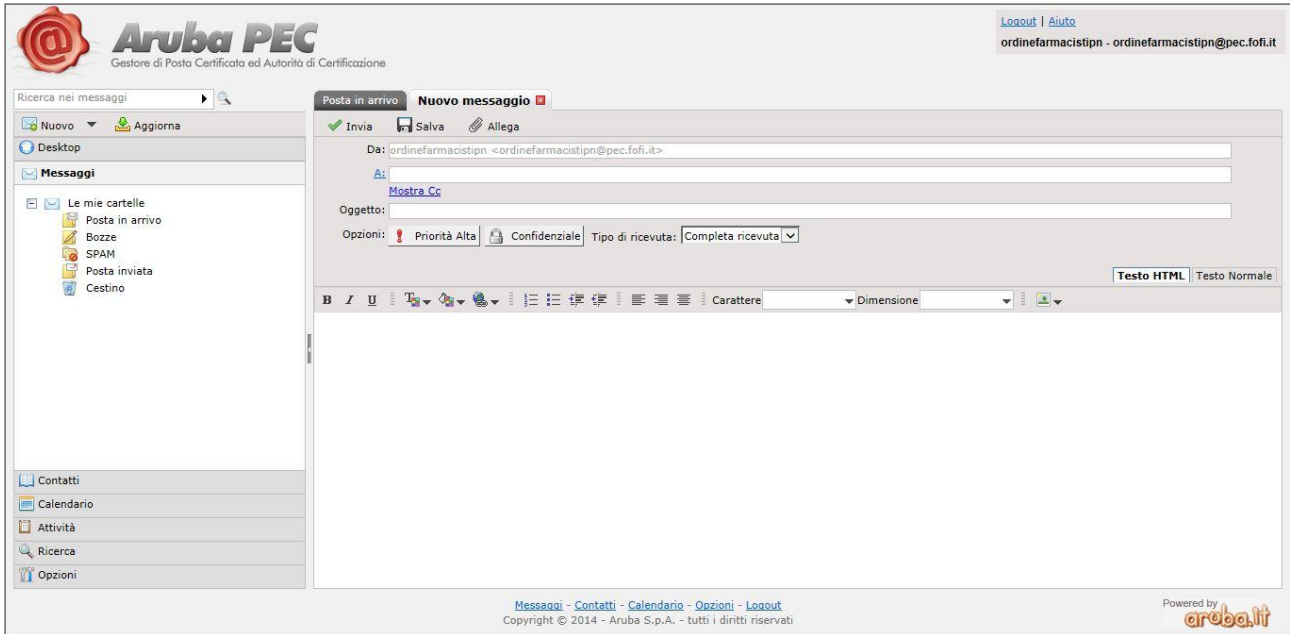 Aruba PEC
Gestore di Posta Certificata ed Autorità di Certificazione
Logout | Aiuto
ordinefarmacistipn - ordinefarmacistipn@pec.fofi.it
Ricerca nei messaggi
Nuovo Aggiorna
Desktop
Messaggi
Le mie cartelle
Posta in arrivo
Bozze
SPAM
Posta inviata
Cestino
Contatti
Calendario
Attività
Ricerca
Opzioni
Posta in arrivo Nuovo messaggio
Invia Salva Allega
Da: ordinefarmacistipn <ordinefarmacistipn@pec.fofi.it>
A:
Mostra Cc
Oggetto:
Opzioni: Priorità Alta Confidenziale Tipo di ricevuta: Completa ricevuta
Testo HTML Testo Normale
B I U Carattere Dimensione
Messaggi - Contatti - Calendario - Opzioni - Logout
Copyright © 2014 - Aruba S.p.A. - tutti i diritti riservati
Powered by
aruba.it